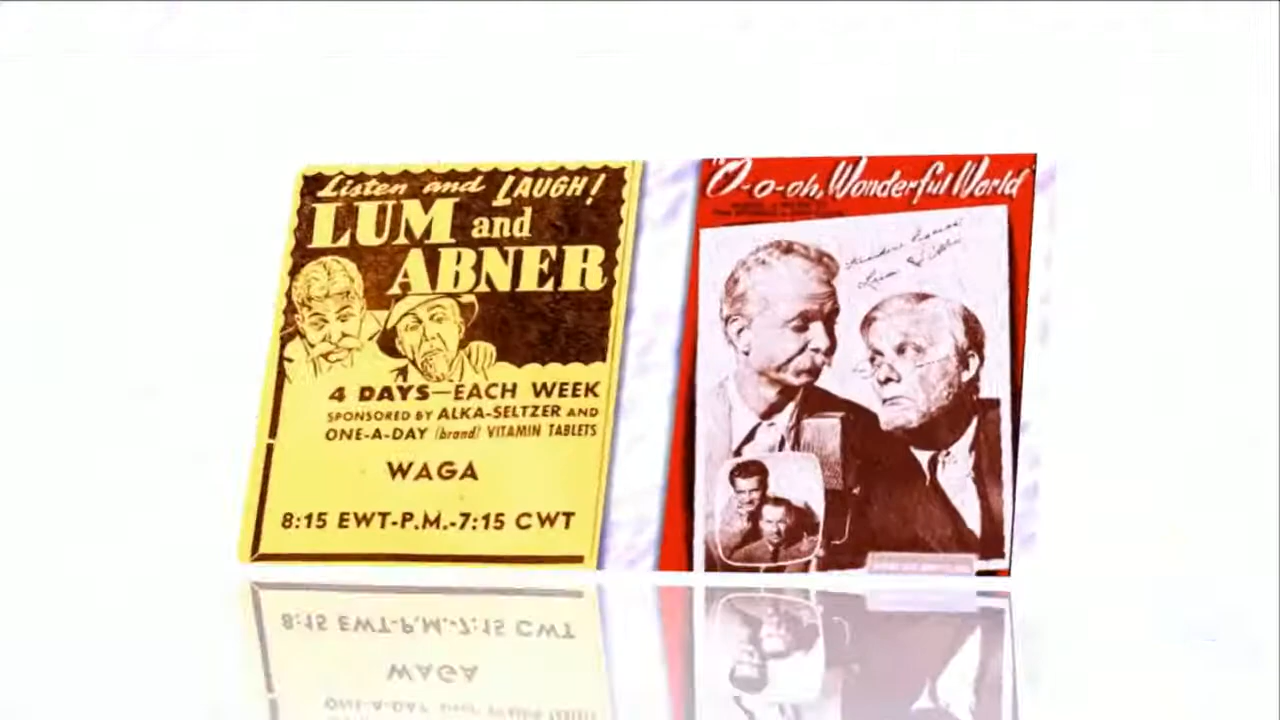 Listen and LAUGH!
LUM and
ABNER
4 DAYS—EACH WEEK
SPONSORED BY ALKA-SELTZER AND
ONE-A-DAY (brand) VITAMIN TABLETS
WAGA
8:15 EWT-P.M.-7:15 CWT
"O-o-oh, Wonderful World